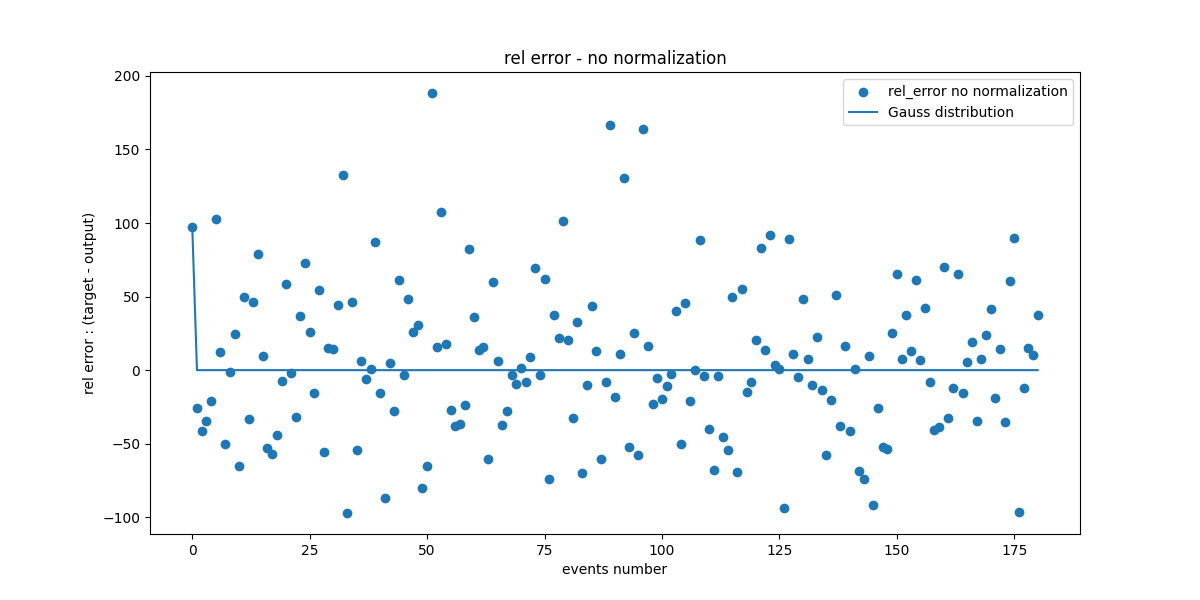 rel error - no normalization
200
150
100
50
0
−50
−100
rel error : (target - output)
rel_error no normalization
Gauss distribution
0 25 50 75 100 125 150 175
events number